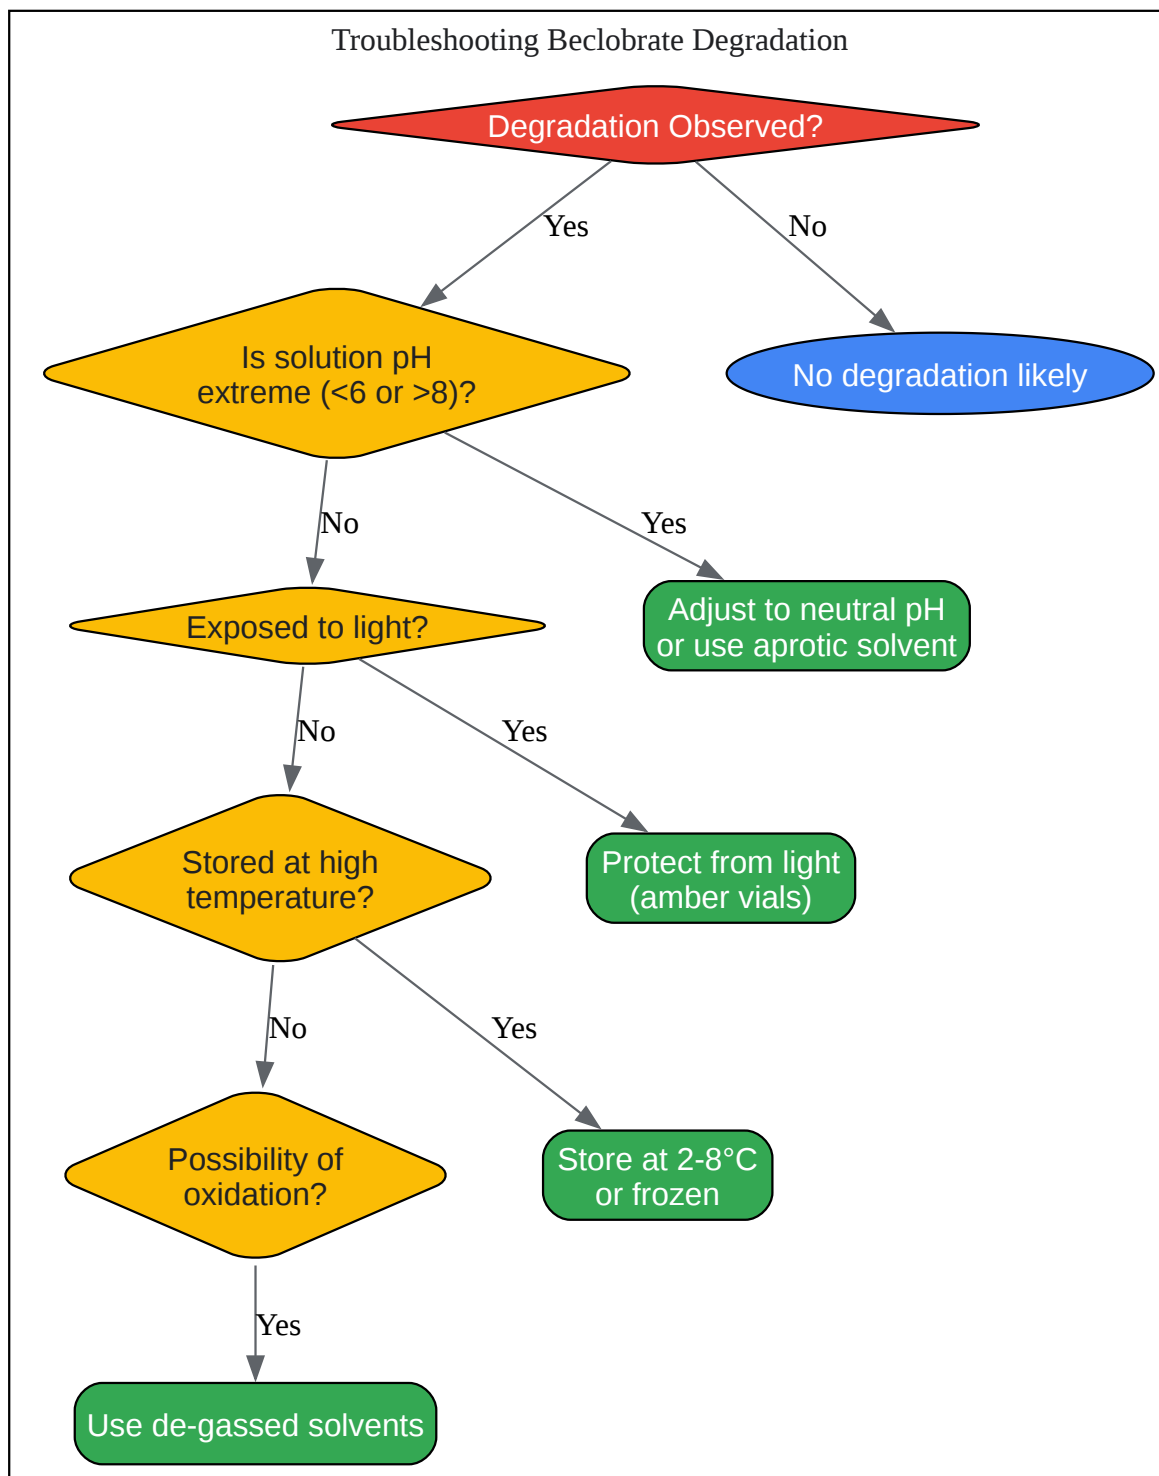 Troubleshooting Beclobrate Degradation
Degradation Observed?
Yes
No
Is solution pH
extreme (<6 or >8)?
No degradation likely
No
Yes
Adjust to neutral pH
or use aprotic solvent
Exposed to light?
No
Yes
Stored at high
temperature?
Protect from light
(amber vials)
No
Yes
Possibility of
oxidation?
Store at 2-8°C
or frozen
Yes
Use de-gassed solvents